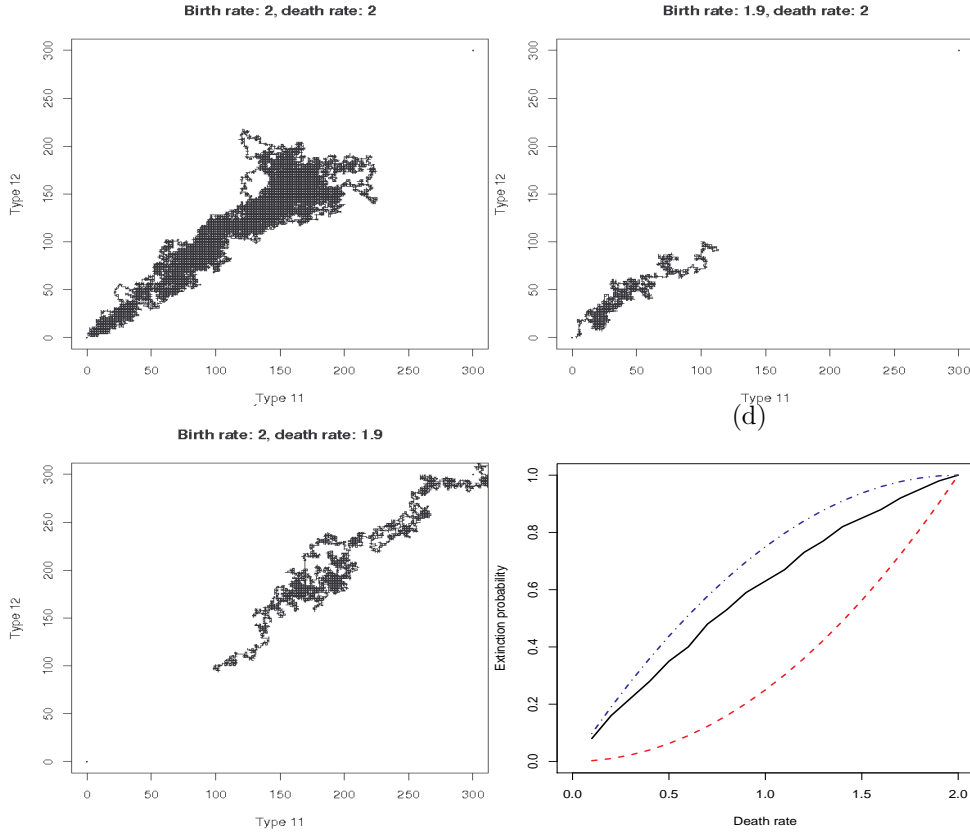 Birth rate: 2, death rate: 2
300
250
200
150
100
50
0
Type 12
0 50 100 150 200 250 300
Type 11
Birth rate: 1.9, death rate: 2
300
250
200
150
100
50
0
Type 12
0 50 100 150 200 250 300
Type 11
(d)
Birth rate: 2, death rate: 1.9
300
250
200
150
100
50
0
Type 12
0 50 100 150 200 250 300
Type 11
1.0
0.8
0.6
0.4
0.2
0.0
Extinction probability
0.0 0.5 1.0 1.5 2.0
Death rate